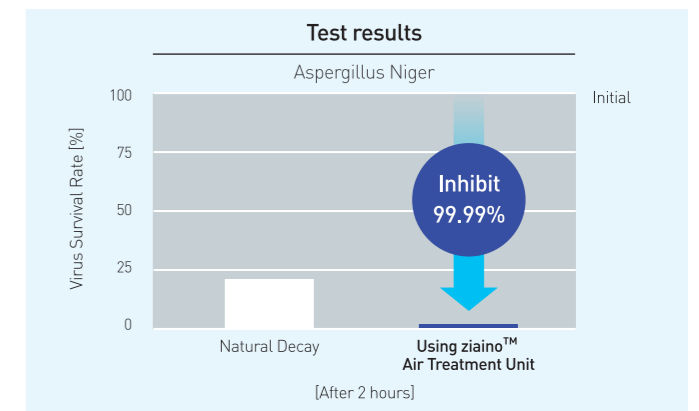 Test results
Aspergillus Niger
Virus Survival Rate [%]
100
75
50
25
0
Initial
Inhibit
99.99%
Natural Decay
Using ziaino™
Air Treatment Unit
[After 2 hours]